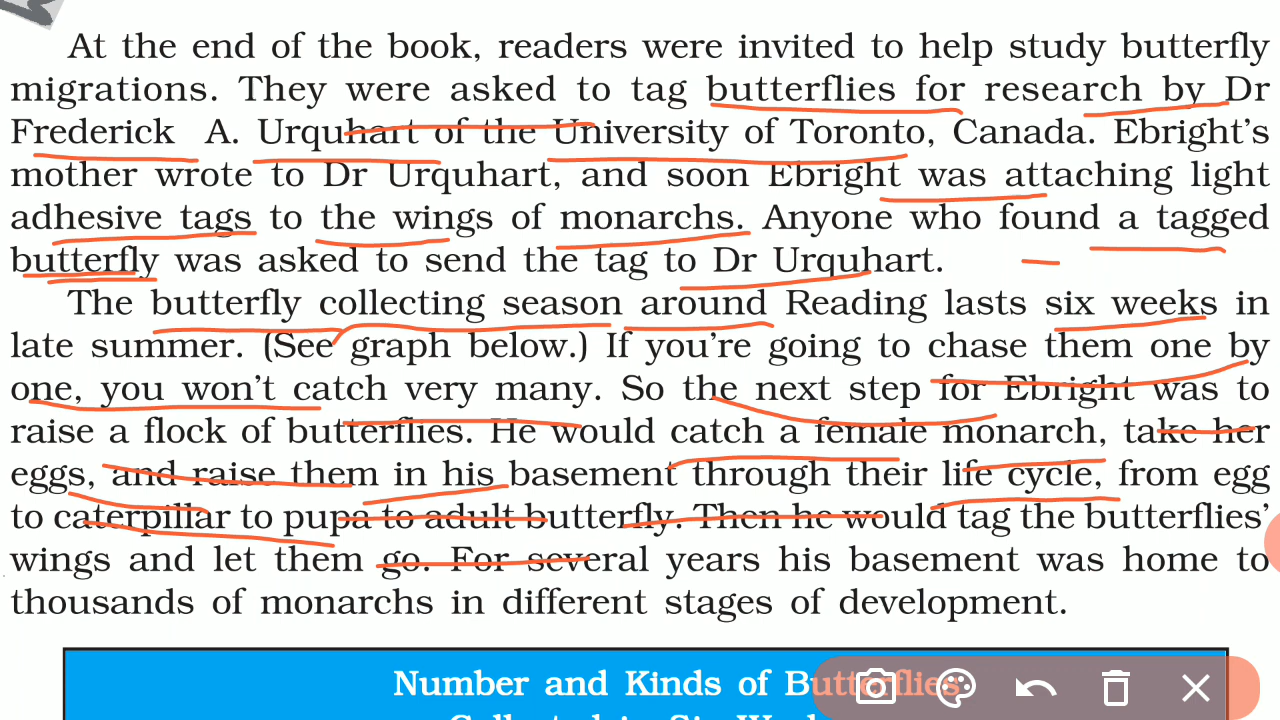 At the end of the book, readers were invited to help study butterfly
migrations. They were asked to tag butterflies for research by Dr
Frederick A. Urquhart of the University of Toronto, Canada. Ebright’s
mother wrote to Dr Urquhart, and soon Ebright was attaching light
adhesive tags to the wings of monarchs. Anyone who found a tagged
butterfly was asked to send the tag to Dr Urquhart.
The butterfly collecting season around Reading lasts six weeks in
late summer. (See graph below.) If you’re going to chase them one by
one, you won’t catch very many. So the next step for Ebright was to
raise a flock of butterflies. He would catch a female monarch, take her
eggs, and raise them in his basement through their life cycle, from egg
to caterpillar to pupa to adult butterfly. Then he would tag the butterflies’
wings and let them go. For several years his basement was home to
thousands of monarchs in different stages of development.
Number and Kinds of Butterflies